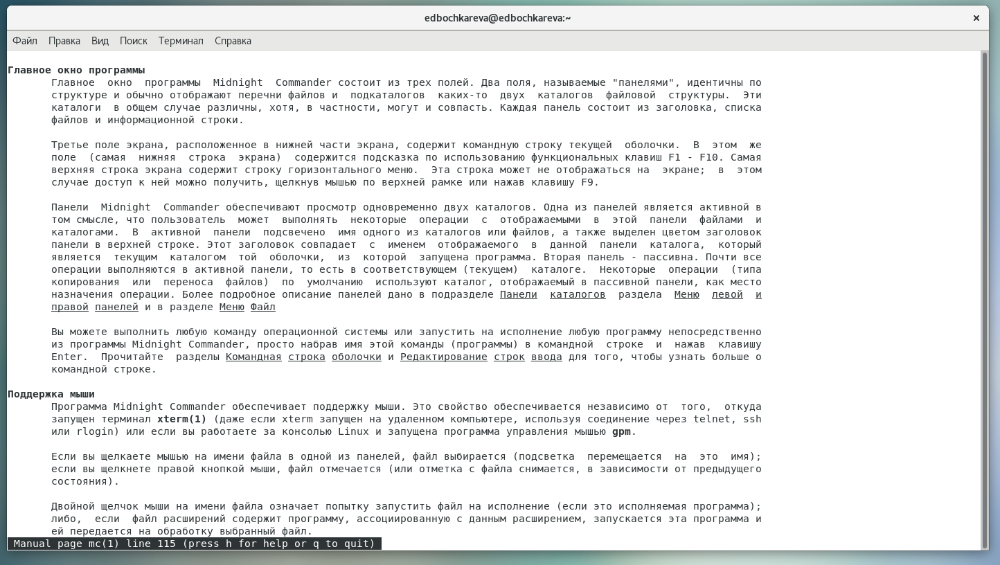 edbochkareva@edbochkareva:~
Файл Правка Вид Поиск Терминал Справка
Главное окно программы
Главное окно программы Midnight Commander состоит из трех полей. Два поля, называемые "панелями", идентичны по
структуре и обычно отображают перечни файлов и подкаталогов каких-то двух каталогов файловой структуры. Эти
каталоги в общем случае различны, хотя, в частности, могут и совпасть. Каждая панель состоит из заголовка, списка
файлов и информационной строки.
Третье поле экрана, расположенное в нижней части экрана, содержит командную строку текущей оболочки. В этом же
поле (самая нижняя строка экрана) содержится подсказка по использованию функциональных клавиш F1 - F10. Самая
верхняя строка экрана содержит строку горизонтального меню. Эта строка может не отображаться на экране; в этом
случае доступ к ней можно получить, щелкнув мышью по верхней рамке или нажав клавишу F9.
Панели Midnight Commander обеспечивают просмотр одновременно двух каталогов. Одна из панелей является активной в
том смысле, что пользователь может выполнять некоторые операции с отображаемыми в этой панели файлами и
каталогами. В активной панели подсвечено имя одного из каталогов или файлов, а также выделен цветом заголовок
панели в верхней строке. Этот заголовок совпадает с именем отображаемого в данной панели каталога, который
является текущим каталогом той оболочки, из которой запущена программа. Вторая панель - пассивна. Почти все
операции выполняются в активной панели, то есть в соответствующем (текущем) каталоге. Некоторые операции (типа
копирования или переноса файлов) по умолчанию используют каталог, отображаемый в пассивной панели, как место
назначения операции. Более подробное описание панелей дано в подразделе Панели каталогов раздела Меню левой и
правой панелей и в разделе Меню Файл
Вы можете выполнить любую команду операционной системы или запустить на исполнение любую программу непосредственно
из программы Midnight Commander, просто набрав имя этой команды (программы) в командной строке и нажав клавишу
Enter. Прочитайте разделы Командная строка оболочки и Редактирование строк ввода для того, чтобы узнать больше о
командной строке.
Поддержка мыши
Программа Midnight Commander обеспечивает поддержку мыши. Это свойство обеспечивается независимо от того, откуда
запущен терминал xterm(1) (даже если xterm запущен на удаленном компьютере, используя соединение через telnet, ssh
или rlogin) или если вы работаете за консолью Linux и запущена программа управления мышью gpm.
Если вы щелкаете мышью на имени файла в одной из панелей, файл выбирается (подсветка перемещается на это имя);
если вы щелкнете правой кнопкой мыши, файл отмечается (или отметка с файла снимается, в зависимости от предыдущего
состояния).
Двойной щелчок мыши на имени файла означает попытку запустить файл на исполнение (если это исполняемая программа);
либо, если файл расширений содержит программу, ассоциированную с данным расширением, запускается эта программа и
ей передается на обработку выбранный файл.
Manual page mc(1) line 115 (press h for help or q to quit)